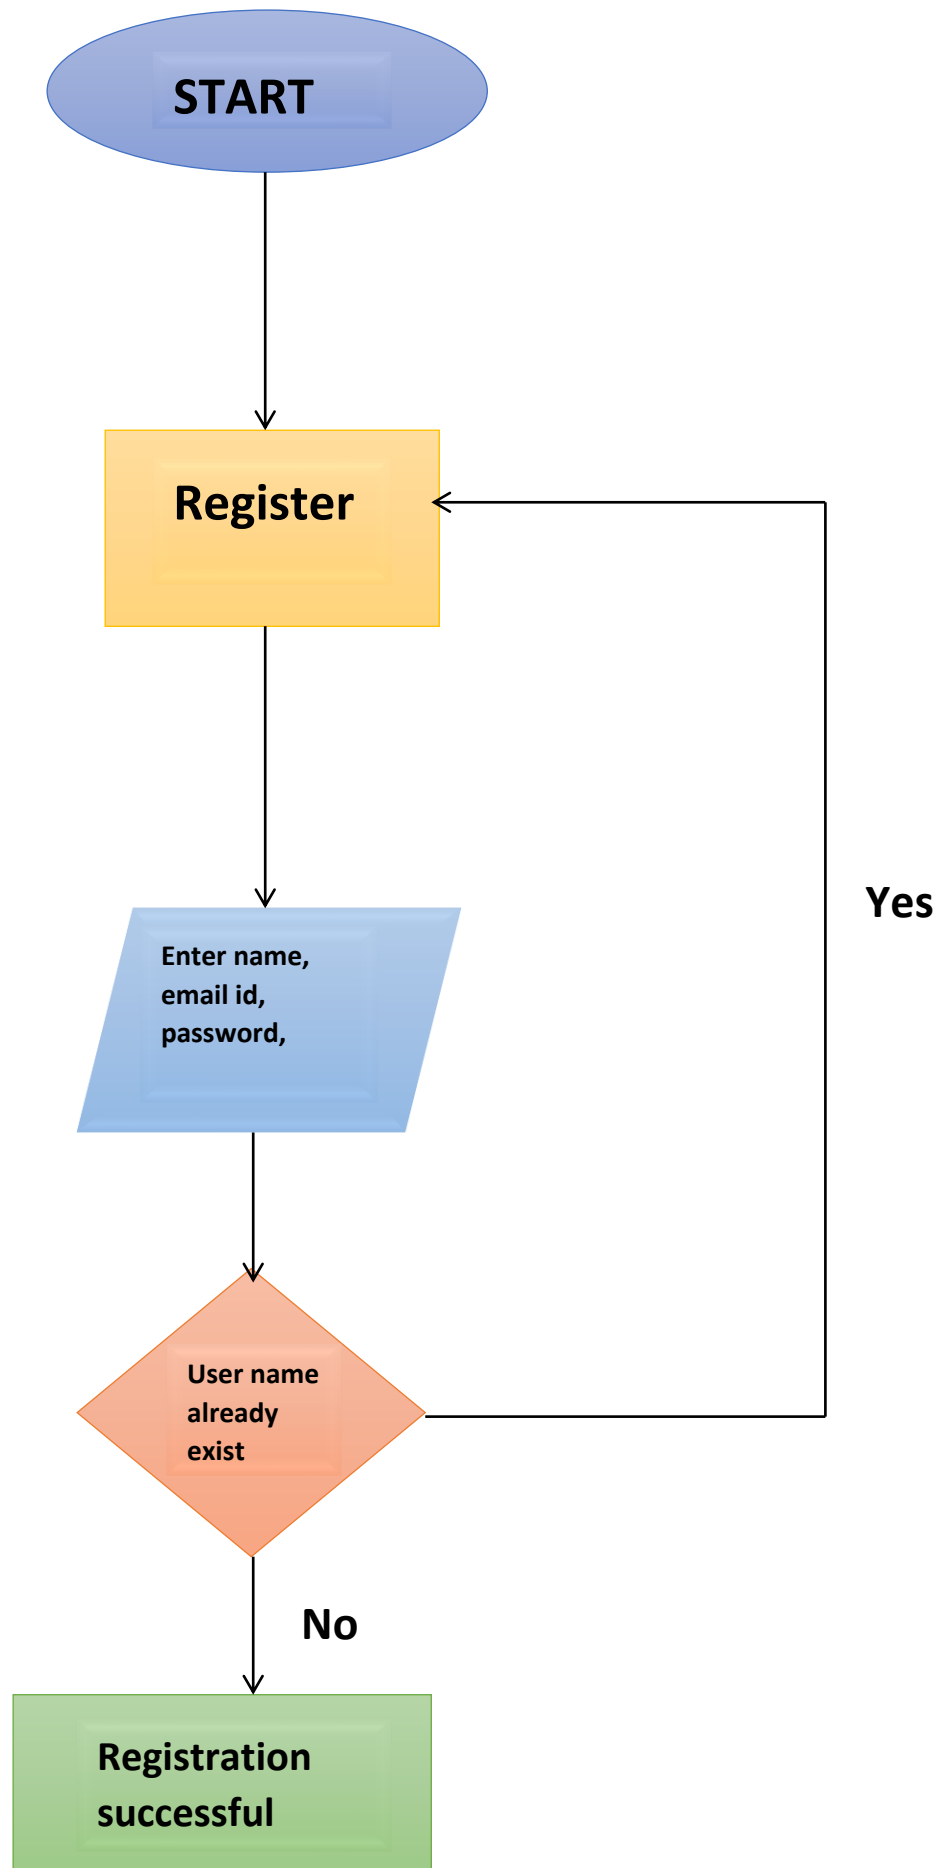 START
Register
Yes
Enter name,
email id,
password,
User name
already
exist
No
Registration
successful